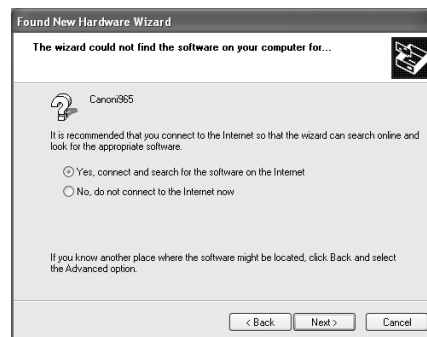 Found New Hardware Wizard
The wizard could not find the software on your computer for...
Canoni965
It is recommended that you connect to the Internet so that the wizard can search online and
look for the appropriate software.
Yes, connect and search for the software on the Internet
No, do not connect to the Internet now
If you know another place where the software might be located, click Back and select
the Advanced option.
< Back
Next >
Cancel